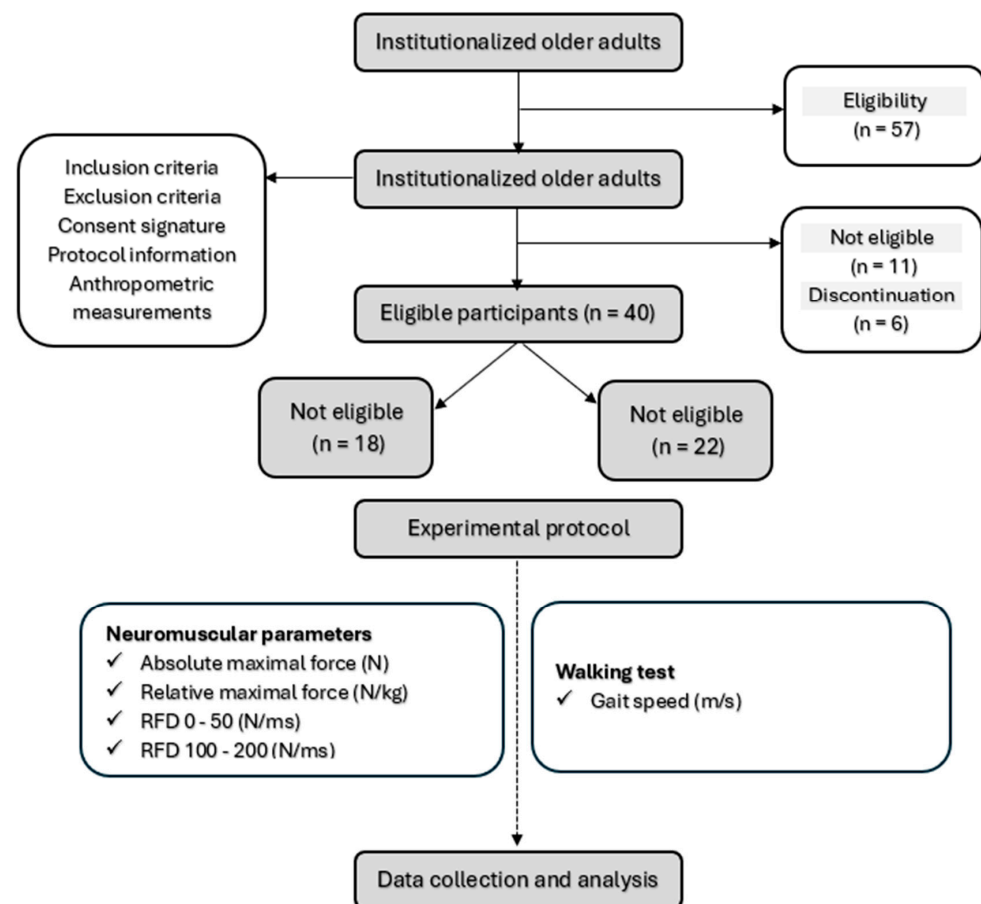 Institutionalized older adults
Eligibility
(n = 57)
Inclusion criteria
Exclusion criteria
Consent signature
Protocol information
Anthropometric
measurements
Institutionalized older adults
Not eligible
(n = 11)
Discontinuation
(n = 6)
Eligible participants (n = 40)
Not eligible
(n = 18)
Not eligible
(n = 22)
Experimental protocol
Neuromuscular parameters
✓ Absolute maximal force (N)
✓ Relative maximal force (N/kg)
✓ RFD 0 - 50 (N/ms)
✓ RFD 100 - 200 (N/ms)
Walking test
✓ Gait speed (m/s)
Data collection and analysis